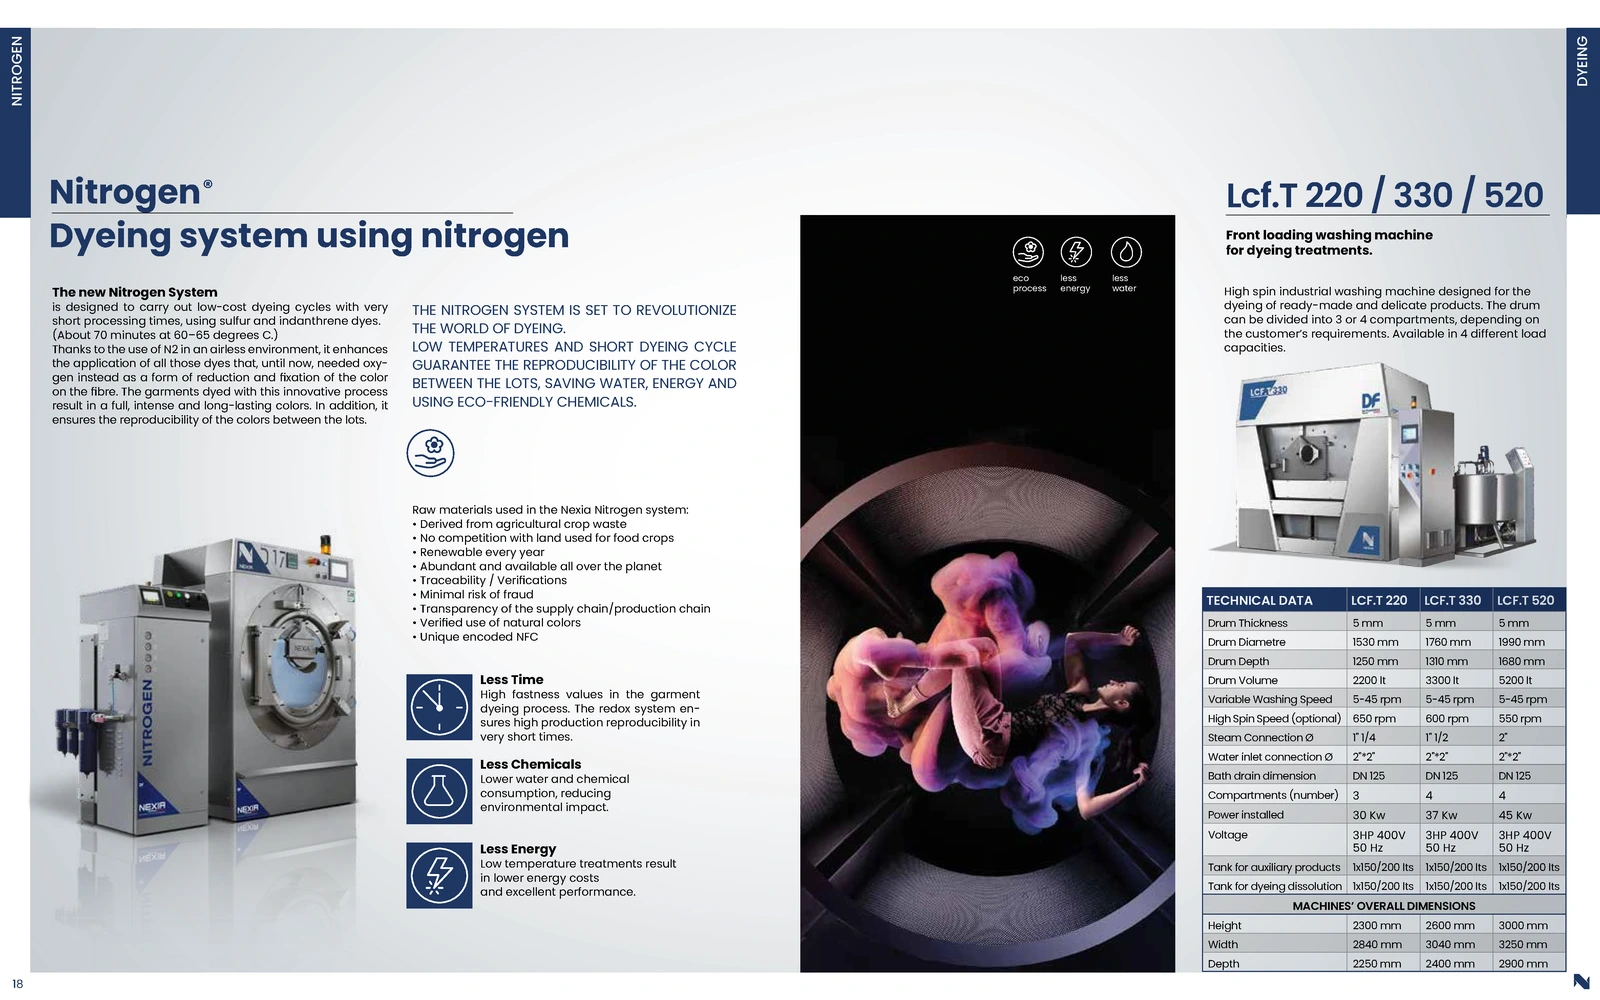 NITROGEN
Nitrogen®
Dyeing system using nitrogen
The new Nitrogen System
is designed to carry out low-cost dyeing cycles with very
short processing times, using sulfur and indanthrene dyes.
(About 70 minutes at 60–65 degrees C.)
Thanks to the use of N2 in an airless environment, it enhances
the application of all those dyes that, until now, needed oxy-
gen instead as a form of reduction and fixation of the color
on the fibre. The garments dyed with this innovative process
result in a full, intense and long-lasting colors. In addition, it
ensures the reproducibility of the colors between the lots.
THE NITROGEN SYSTEM IS SET TO REVOLUTIONIZE
THE WORLD OF DYEING.
LOW TEMPERATURES AND SHORT DYEING CYCLE
GUARANTEE THE REPRODUCIBILITY OF THE COLOR
BETWEEN THE LOTS, SAVING WATER, ENERGY AND
USING ECO-FRIENDLY CHEMICALS.
Raw materials used in the Nexia Nitrogen system:
• Derived from agricultural crop waste
• No competition with land used for food crops
• Renewable every year
• Abundant and available all over the planet
• Traceability / Verifications
• Minimal risk of fraud
• Transparency of the supply chain/production chain
• Verified use of natural colors
• Unique encoded NFC
Less Time
High fastness values in the garment
dyeing process. The redox system en-
sures high production reproducibility in
very short times.
Less Chemicals
Lower water and chemical
consumption, reducing
environmental impact.
Less Energy
Low temperature treatments result
in lower energy costs
and excellent performance.
NITROGEN
NEXIA
NEXIA
NEXIA
18
eco
process
less
energy
less
water
DYEING
Lcf.T 220 / 330 / 520
Front loading washing machine
for dyeing treatments.
High spin industrial washing machine designed for the
dyeing of ready-made and delicate products. The drum
can be divided into 3 or 4 compartments, depending on
the customer's requirements. Available in 4 different load
capacities.
LCF.T 330
DF
TECHNICAL DATA LCF.T 220 LCF.T 330 LCF.T 520
Drum Thickness 5 mm 5 mm 5 mm
Drum Diametre 1530 mm 1760 mm 1990 mm
Drum Depth 1250 mm 1310 mm 1680 mm
Drum Volume 2200 lt 3300 lt 5200 lt
Variable Washing Speed 5-45 rpm 5-45 rpm 5-45 rpm
High Spin Speed (optional) 650 rpm 600 rpm 550 rpm
Steam Connection Ø 1" 1/4 1" 1/2 2"
Water inlet connection Ø 2"*2" 2"*2" 2"*2"
Bath drain dimension DN 125 DN 125 DN 125
Compartments (number) 3 4 4
Power installed 30 Kw 37 Kw 45 Kw
Voltage 3HP 400V 3HP 400V 3HP 400V
50 Hz 50 Hz 50 Hz
Tank for auxiliary products 1x150/200 lts 1x150/200 lts 1x150/200 lts
Tank for dyeing dissolution 1x150/200 lts 1x150/200 lts 1x150/200 lts
MACHINES' OVERALL DIMENSIONS
Height 2300 mm 2600 mm 3000 mm
Width 2840 mm 3040 mm 3250 mm
Depth 2250 mm 2400 mm 2900 mm